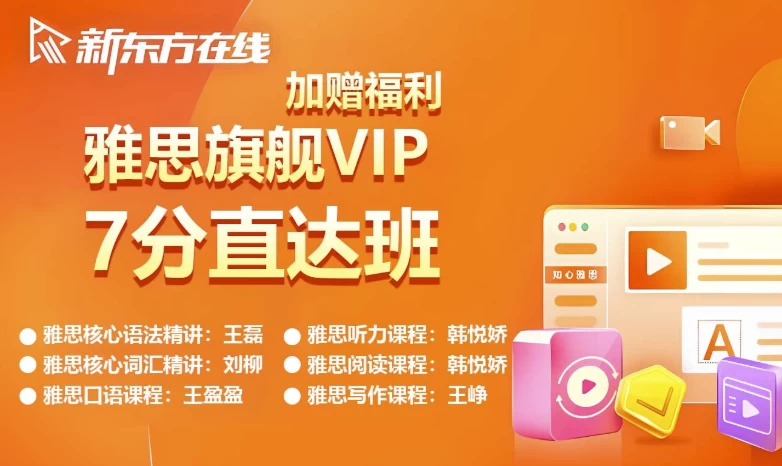 新东方在线
加赠福利
雅思旗舰VIP
7分直达班
知心雅思
雅思核心语法精讲：王磊
雅思听力课程：韩悦娇
雅思核心词汇精讲：刘柳
雅思阅读课程：韩悦娇
雅思口语课程：王盈盈
雅思写作课程：王峥
A